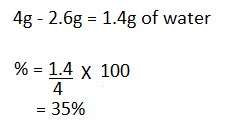 4g - 2.6g = 1.4g of water
% = 1.4 X 100
4
= 35%